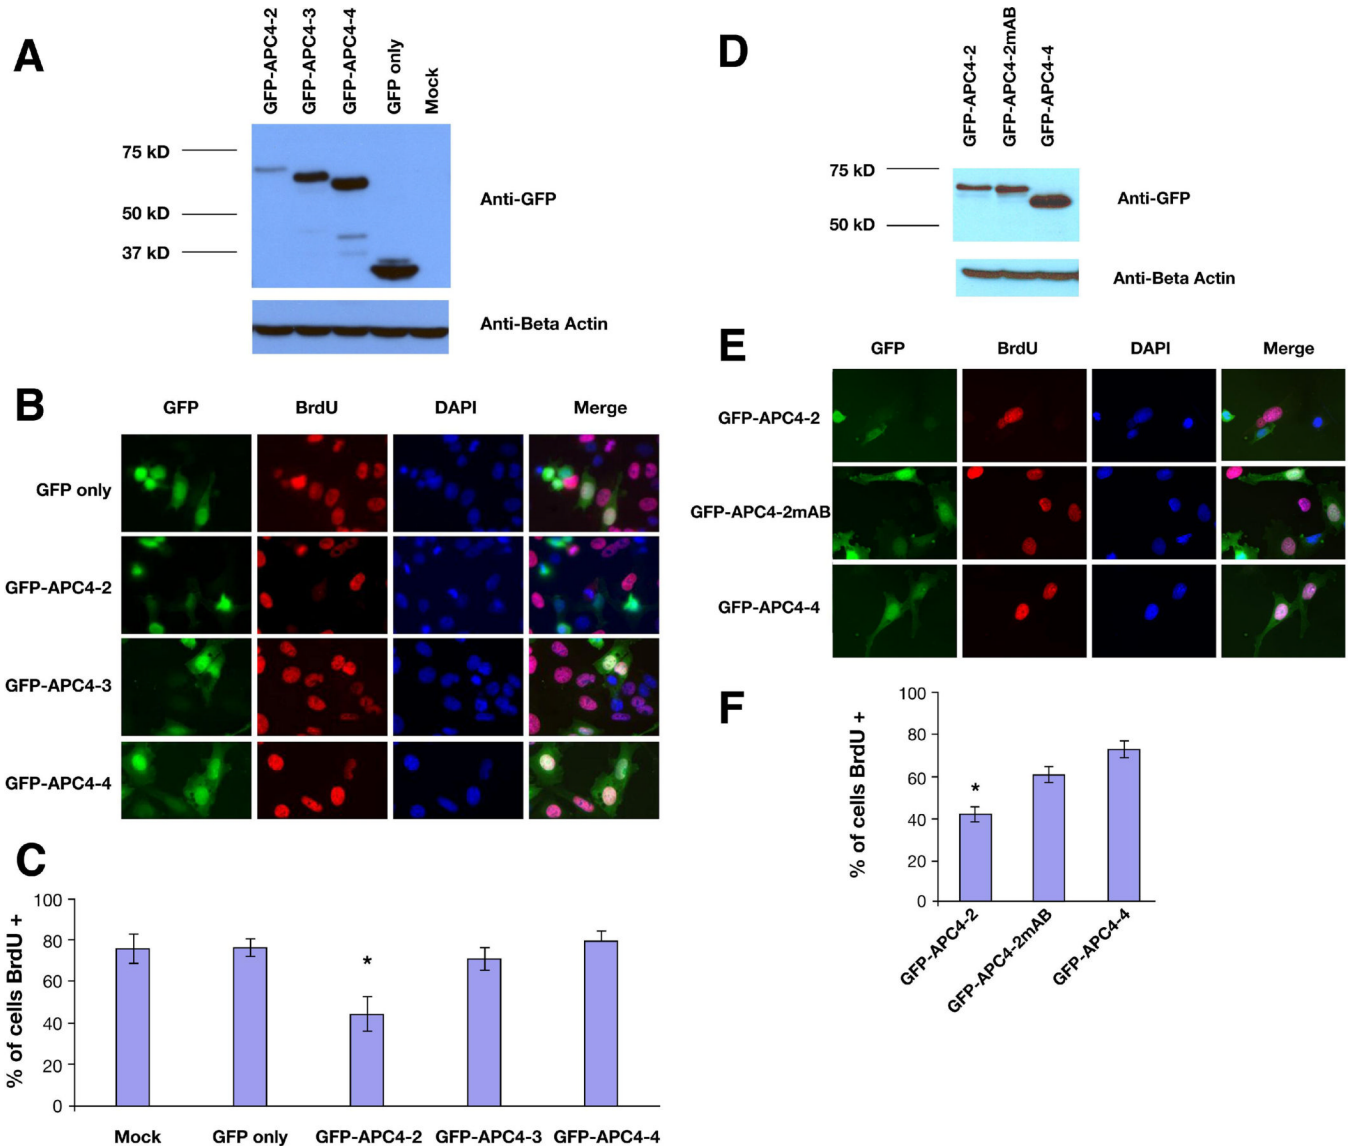 A
GFP-APC4-2
GFP-APC4-3
GFP-APC4-4
GFP only
Mock
75 kD
50 kD
37 kD
Anti-GFP
Anti-Beta Actin
B
GFP BrdU DAPI Merge
GFP only
GFP-APC4-2
GFP-APC4-3
GFP-APC4-4
C
% of cells BrdU +
100
80
60
40
20
0
*
Mock GFP only GFP-APC4-2 GFP-APC4-3 GFP-APC4-4
D
GFP-APC4-2
GFP-APC4-2mAB
GFP-APC4-4
75 kD
50 kD
Anti-GFP
Anti-Beta Actin
E
GFP BrdU DAPI Merge
GFP-APC4-2
GFP-APC4-2mAB
GFP-APC4-4
F
% of cells BrdU +
100
80
60
40
20
0
*
GFP-APC4-2
GFP-APC4-2mAB
GFP-APC4-4